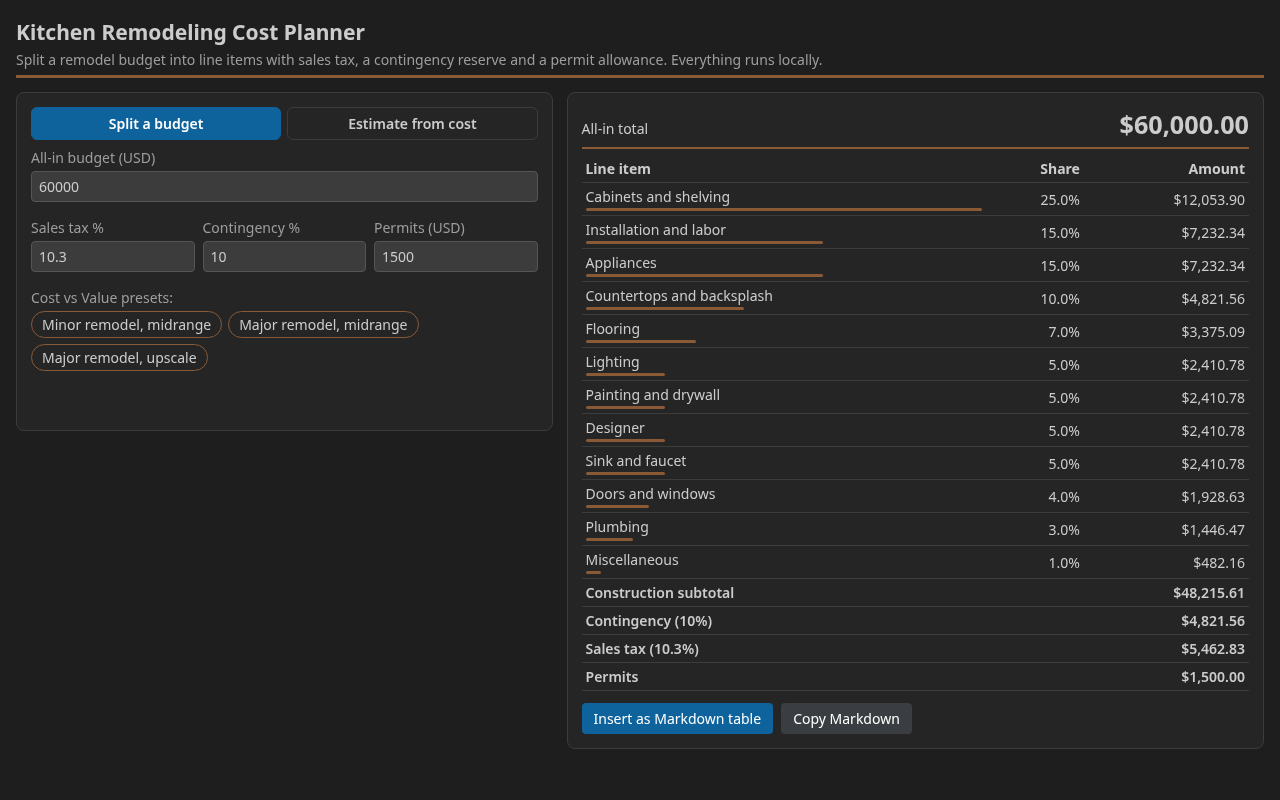 Kitchen Remodeling Cost Planner
Split a remodel budget into line items with sales tax, a contingency reserve and a permit allowance. Everything runs locally.
Split a budget
Estimate from cost
All-in budget (USD)
60000
Sales tax % Contingency % Permits (USD)
10.3 10 1500
Cost vs Value presets:
Minor remodel, midrange Major remodel, midrange
Major remodel, upscale
All-in total $60,000.00
Line item Share Amount
Cabinets and shelving 25.0% $12,053.90
Installation and labor 15.0% $7,232.34
Appliances 15.0% $7,232.34
Countertops and backsplash 10.0% $4,821.56
Flooring 7.0% $3,375.09
Lighting 5.0% $2,410.78
Painting and drywall 5.0% $2,410.78
Designer 5.0% $2,410.78
Sink and faucet 5.0% $2,410.78
Doors and windows 4.0% $1,928.63
Plumbing 3.0% $1,446.47
Miscellaneous 1.0% $482.16
Construction subtotal $48,215.61
Contingency (10%) $4,821.56
Sales tax (10.3%) $5,462.83
Permits $1,500.00
Insert as Markdown table Copy Markdown